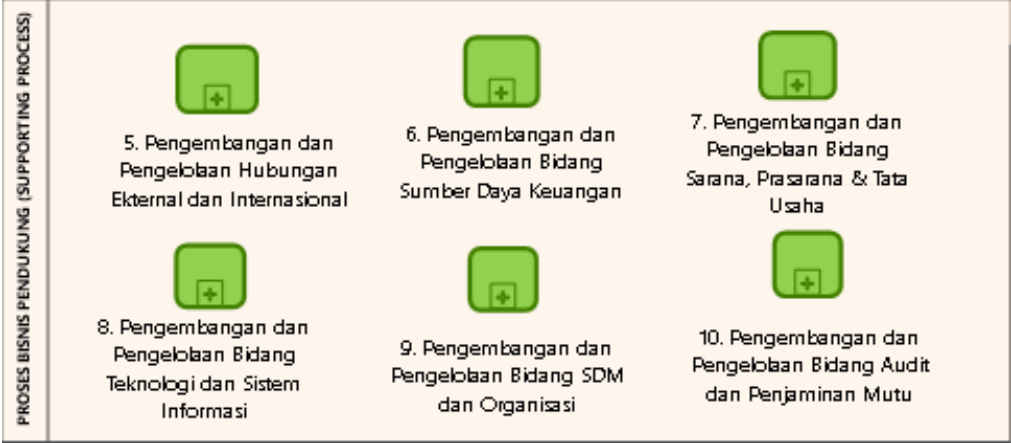 PROSES BISNIS PENDUKUNG (SUPPORTING PROCESS)
5. Pengembangan dan
Pengelolaan Hubungan
Ekternal dan Internasional
6. Pengembangan dan
Pengelolaan Bidang
Sumber Daya Keuangan
7. Pengembangan dan
Pengelolaan Bidang
Sarana, Prasarana & Tata
Usaha
8. Pengembangan dan
Pengelolaan Bidang
Teknologi dan Sistem
Informasi
9. Pengembangan dan
Pengelolaan Bidang SDM
dan Organisasi
10. Pengembangan dan
Pengelolaan Bidang Audit
dan Penjaminan Mutu